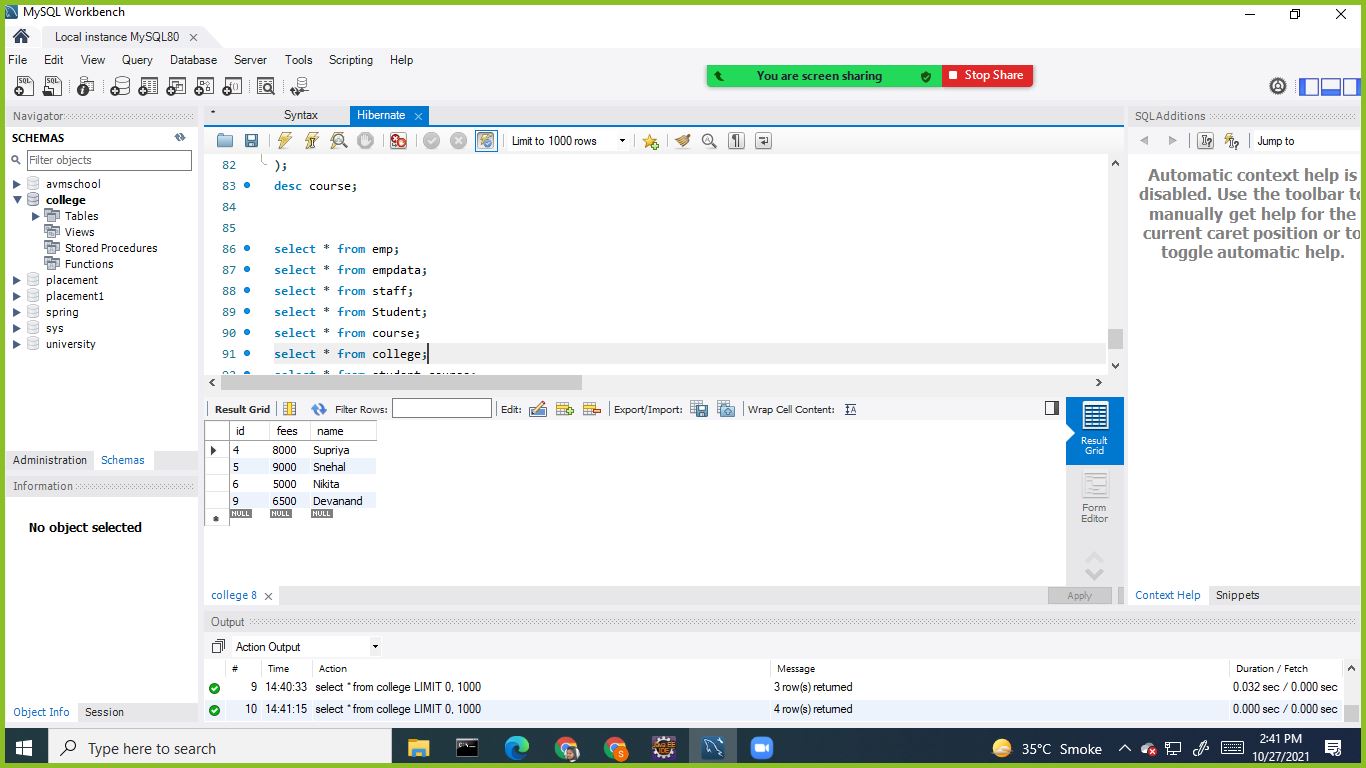 MySQL Workbench
Local instance MySQL80
File Edit View Query Database Server Tools Scripting Help
You are screen sharing Stop Share
Navigator
SCHEMAS
Filter objects
avmschool
college
Tables
Views
Stored Procedures
Functions
placement
placement1
spring
sys
university
Administration Schemas
Information
No object selected
Object Info Session
* Syntax Hibernate
Limit to 1000 rows
82 );
83 desc course;
84
85
86 select * from emp;
87 select * from empdata;
88 select * from staff;
89 select * from Student;
90 select * from course;
91 select * from college;
Result Grid Filter Rows: Edit: Export/Import: Wrap Cell Content:
id fees name
4 8000 Supriya
5 9000 Snehal
6 5000 Nikita
9 6500 Devanand
NULL NULL NULL
Result
Grid
Form
Editor
college 8
Apply
SQLAdditions
Jump to
Automatic context help is
disabled. Use the toolbar to
manually get help for the
current caret position or to
toggle automatic help.
Context Help Snippets
Output
Action Output
# Time Action Message Duration / Fetch
9 14:40:33 select * from college LIMIT 0, 1000 3 row(s) returned 0.032 sec / 0.000 sec
10 14:41:15 select * from college LIMIT 0, 1000 4 row(s) returned 0.000 sec / 0.000 sec
Type here to search
35°C Smoke
2:41 PM
10/27/2021